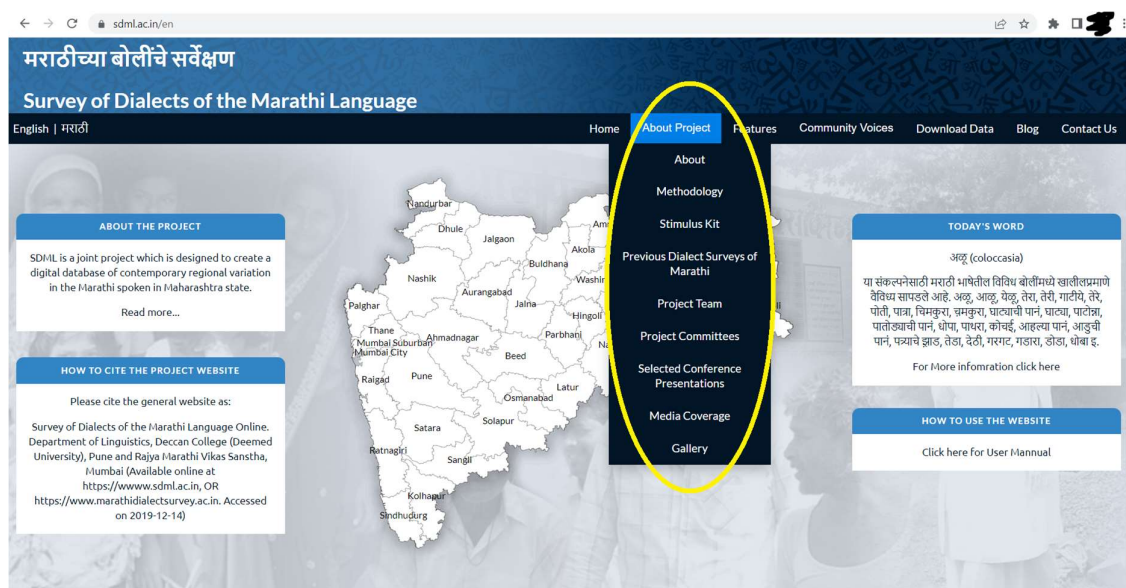 sdml.ac.in/en
मराठीच्या बोलींचे सर्वेक्षण
Survey of Dialects of the Marathi Language
English | मराठी
Home About Project Features Community Voices Download Data Blog Contact Us
About
Methodology
Stimulus Kit
Previous Dialect Surveys of
Marathi
Project Team
Project Committees
Selected Conference
Presentations
Media Coverage
Gallery
ABOUT THE PROJECT
SDML is a joint project which is designed to create a
digital database of contemporary regional variation
in the Marathi spoken in Maharashtra state.
Read more...
HOW TO CITE THE PROJECT WEBSITE
Please cite the general website as:
Survey of Dialects of the Marathi Language Online.
Department of Linguistics, Deccan College (Deemed
University), Pune and Rajya Marathi Vikas Sanstha,
Mumbai (Available online at
https://wwww.sdml.ac.in, OR
https://www.marathidialectsurvey.ac.in. Accessed
on 2019-12-14)
Nandurbar
Dhule
Jalgaon
Akola
Buldhana
Nashik
Aurangabad
Jalna
Hingoli
Palghar
Thane
Mumbai Suburban
Mumbai City
Ahmadnagar
Parbhani
Beed
Raigad
Pune
Latur
Osmanabad
Satara
Solapur
Ratnagiri
Sangli
Kolhapur
Sindhudurg
TODAY'S WORD
अळू (coloccasia)
या संकल्पनेसाठी मराठी भाषेतील विविध बोलींमध्ये खालीलप्रमाणे
वैविध्य सापडले आहे. अळू, आळू, येळू, तेरा, तेरी, गाटीये, तेरे,
पोती, पात्रा, चिमकुरा, च़मकुरा, घाट्याची पानं, घाट्या, पाटोळा,
पातोड्याची पानं, धोपा, पाथरा, कोचई, आहल्या पानं, आडुची
पानं, पत्र्याचे झाड, तेडा, देठी, गरगट, गडारा, डोडा, धोबा इ.
For More infomration click here
HOW TO USE THE WEBSITE
Click here for User Mannual